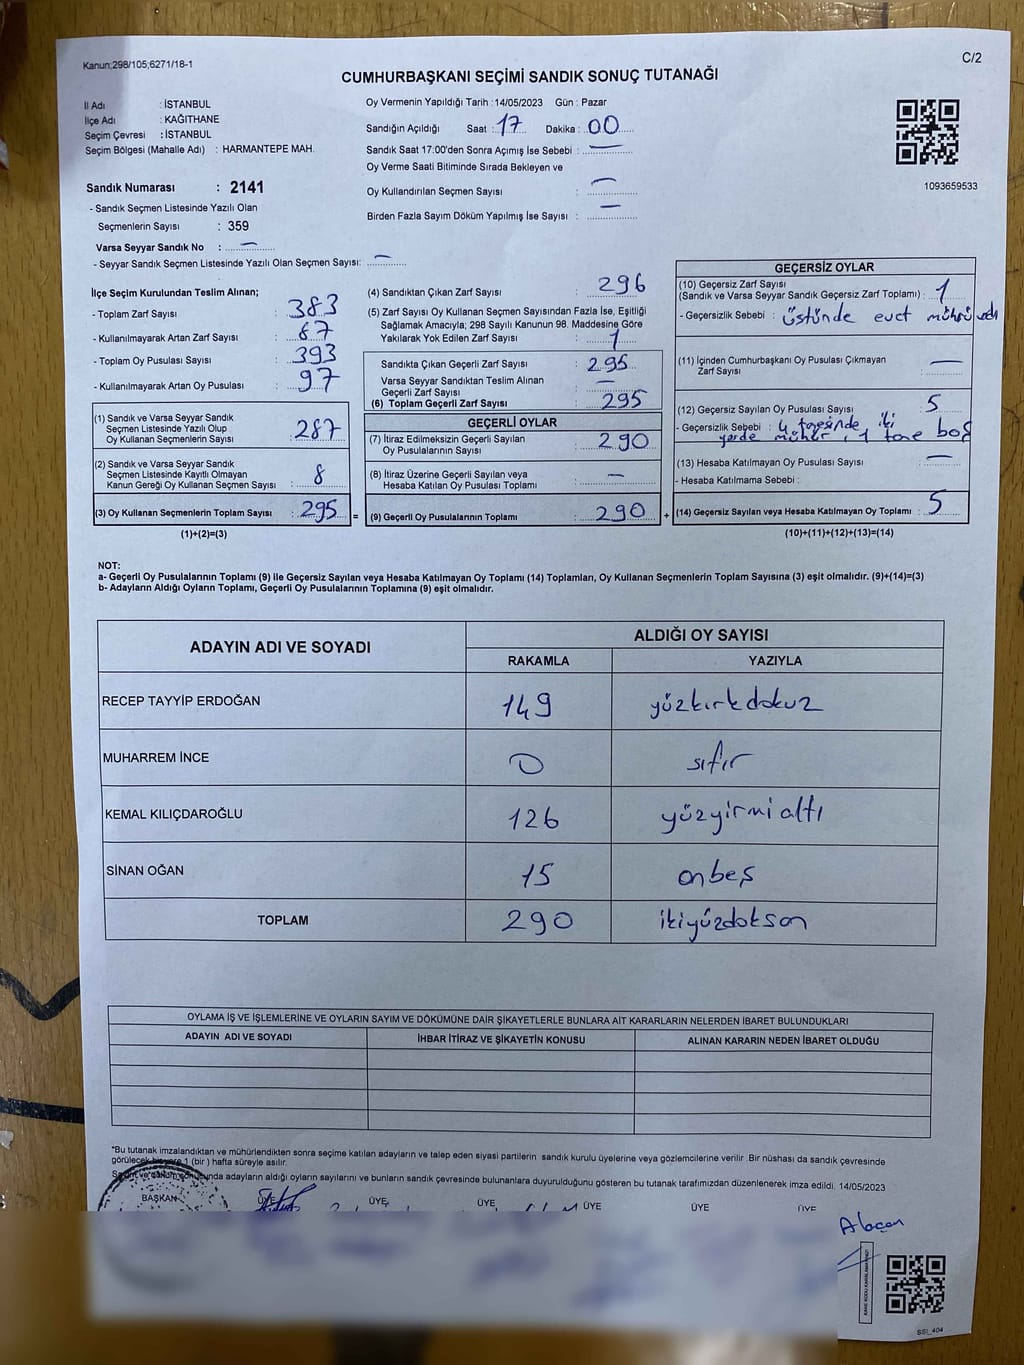 Kanun;298/105;6271/18-1
C/2
CUMHURBAŞKANI SEÇİMİ SANDIK SONUÇ TUTANAĞI
İl Adı : İSTANBUL
İlçe Adı : KAĞITHANE
Seçim Çevresi : İSTANBUL
Seçim Bölgesi (Mahalle Adı) : HARMANTEPE MAH.
Sandık Numarası : 2141
- Sandık Seçmen Listesinde Yazılı Olan
Seçmenlerin Sayısı : 359
Varsa Seyyar Sandık No : —
- Seyyar Sandık Seçmen Listesinde Yazılı Olan Seçmen Sayısı: —
Oy Vermenin Yapıldığı Tarih :14/05/2023 Gün : Pazar
Sandığın Açıldığı Saat : 17 Dakika : 00
Sandık Saat 17:00'den Sonra Açımış İse Sebebi : —
Oy Verme Saati Bitiminde Sırada Bekleyen ve
Oy Kullandırılan Seçmen Sayısı : —
Birden Fazla Sayım Döküm Yapılmış İse Sayısı : —
1093659533
İlçe Seçim Kurulundan Teslim Alınan;
- Toplam Zarf Sayısı : 383
- Kullanılmayarak Artan Zarf Sayısı : 87
- Toplam Oy Pusulası Sayısı : 393
- Kullanılmayarak Artan Oy Pusulası : 97
(1) Sandık ve Varsa Seyyar Sandık
Seçmen Listesinde Yazılı Olup
Oy Kullanan Seçmenlerin Sayısı : 287
(2) Sandık ve Varsa Seyyar Sandık
Seçmen Listesinde Kayıtlı Olmayan
Kanun Gereği Oy Kullanan Seçmen Sayısı : 8
(3) Oy Kullanan Seçmenlerin Toplam Sayısı : 295 =
(1)+(2)=(3)
(4) Sandıktan Çıkan Zarf Sayısı : 296
(5) Zarf Sayısı Oy Kullanan Seçmen Sayısından Fazla İse, Eşitliği
Sağlamak Amacıyla; 298 Sayılı Kanunun 98. Maddesine Göre
Yakılarak Yok Edilen Zarf Sayısı : 1
Sandıkta Çıkan Geçerli Zarf Sayısı : 295
Varsa Seyyar Sandıktan Teslim Alınan
Geçerli Zarf Sayısı : —
(6) Toplam Geçerli Zarf Sayısı : 295
GEÇERLİ OYLAR
(7) İtiraz Edilmeksizin Geçerli Sayılan
Oy Pusulalarının Sayısı : 290
(8) İtiraz Üzerine Geçerli Sayılan veya
Hesaba Katılan Oy Pusulası Toplamı : —
(9) Geçerli Oy Pusulalarının Toplamı : 290 +
GEÇERSİZ OYLAR
(10) Geçersiz Zarf Sayısı
(Sandık ve Varsa Seyyar Sandık Geçersiz Zarf Toplamı) : 1
- Geçersizlik Sebebi : üstünde evet mühürü
(11) İçinden Cumhurbaşkanı Oy Pusulası Çıkmayan
Zarf Sayısı : —
(12) Geçersiz Sayılan Oy Pusulası Sayısı : 5
- Geçersizlik Sebebi : 4 tanesinde iki
yerde mühür, 1 tane boş
(13) Hesaba Katılmayan Oy Pusulası Sayısı : —
- Hesaba Katılmama Sebebi :
(14) Geçersiz Sayılan veya Hesaba Katılmayan Oy Toplamı : 5
(10)+(11)+(12)+(13)=(14)
NOT:
a- Geçerli Oy Pusulalarının Toplamı (9) ile Geçersiz Sayılan veya Hesaba Katılmayan Oy Toplamı (14) Toplamları, Oy Kullanan Seçmenlerin Toplam Sayısına (3) eşit olmalıdır. (9)+(14)=(3)
b- Adayların Aldığı Oyların Toplamı, Geçerli Oy Pusulalarının Toplamına (9) eşit olmalıdır.
ADAYIN ADI VE SOYADI
ALDIĞI OY SAYISI
RAKAMLA YAZIYLA
RECEP TAYYİP ERDOĞAN 149 yüzkırkdokuz
MUHARREM İNCE 0 sıfır
KEMAL KILIÇDAROĞLU 126 yüzyirmialtı
SİNAN OĞAN 15 onbeş
TOPLAM 290 ikiyüzdoksan
OYLAMA İŞ VE İŞLEMLERİNE VE OYLARIN SAYIM VE DÖKÜMÜNE DAİR ŞİKAYETLERLE BUNLARA AİT KARARLARIN NELERDEN İBARET BULUNDUKLARI
ADAYIN ADI VE SOYADI İHBAR İTİRAZ VE ŞİKAYETİN KONUSU ALINAN KARARIN NEDEN İBARET OLDUĞU
*Bu tutanak imzalandıktan ve mühürlendikten sonra seçime katılan adayların ve talep eden siyasi partilerin sandık kurulu üyelerine veya gözlemcilerine verilir. Bir nüshası da sandık çevresinde
görülecek bir yere 1 (bir ) hafta süreyle asılır.
adayların aldığı oyların sayılarını ve bunların sandık çevresinde bulunanlara duyurulduğunu gösteren bu tutanak tarafımızdan düzenlenerek imza edildi. 14/05/2023
BAŞKAN ÜYE ÜYE ÜYE ÜYE ÜYE ÜYE
SSI_404